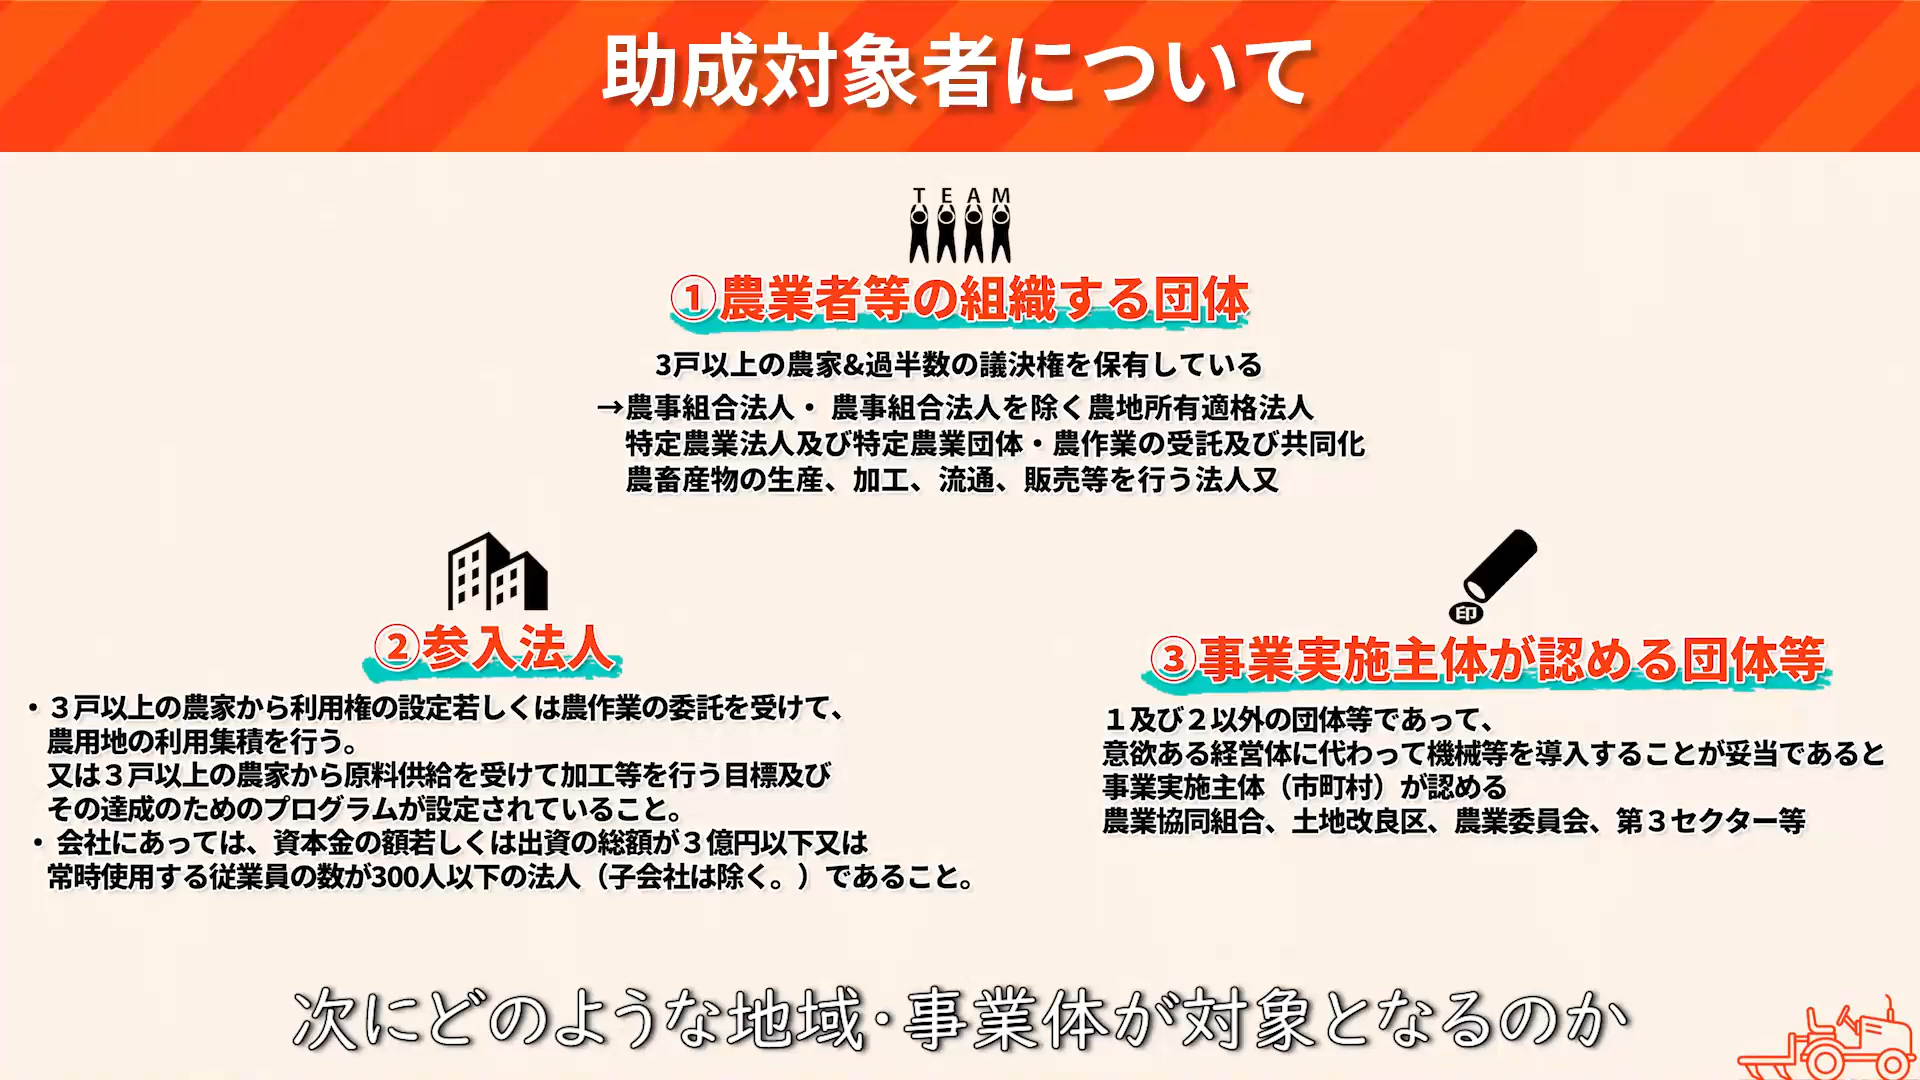 助成対象者について
TEAM
①農業者等の組織する団体
3戸以上の農家&過半数の議決権を保有している
→農事組合法人・ 農事組合法人を除く農地所有適格法人
特定農業法人及び特定農業団体・農作業の受託及び共同化
農畜産物の生産、加工、流通、販売等を行う法人又
②参入法人
・３戸以上の農家から利用権の設定若しくは農作業の委託を受けて、
農用地の利用集積を行う。
又は３戸以上の農家から原料供給を受けて加工等を行う目標及び
その達成のためのプログラムが設定されていること。
・ 会社にあっては、資本金の額若しくは出資の総額が３億円以下又は
常時使用する従業員の数が300人以下の法人（子会社は除く。）であること。
印
③事業実施主体が認める団体等
１及び２以外の団体等であって、
意欲ある経営体に代わって機械等を導入することが妥当であると
事業実施主体（市町村）が認める
農業協同組合、土地改良区、農業委員会、第３セクター等
次にどのような地域・事業体が対象となるのか